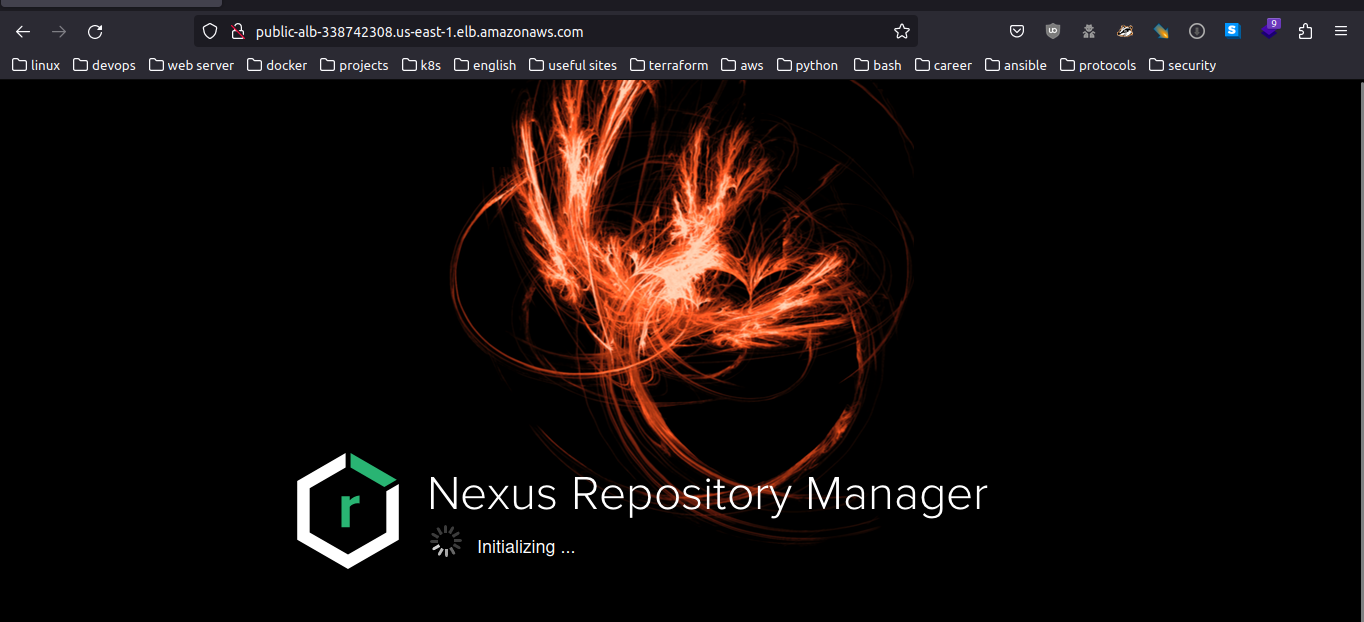 public-alb-338742308.us-east-1.elb.amazonaws.com
9
linux devops web server docker projects k8s english useful sites terraform aws python bash career ansible protocols security
r
Nexus Repository Manager
Initializing ...